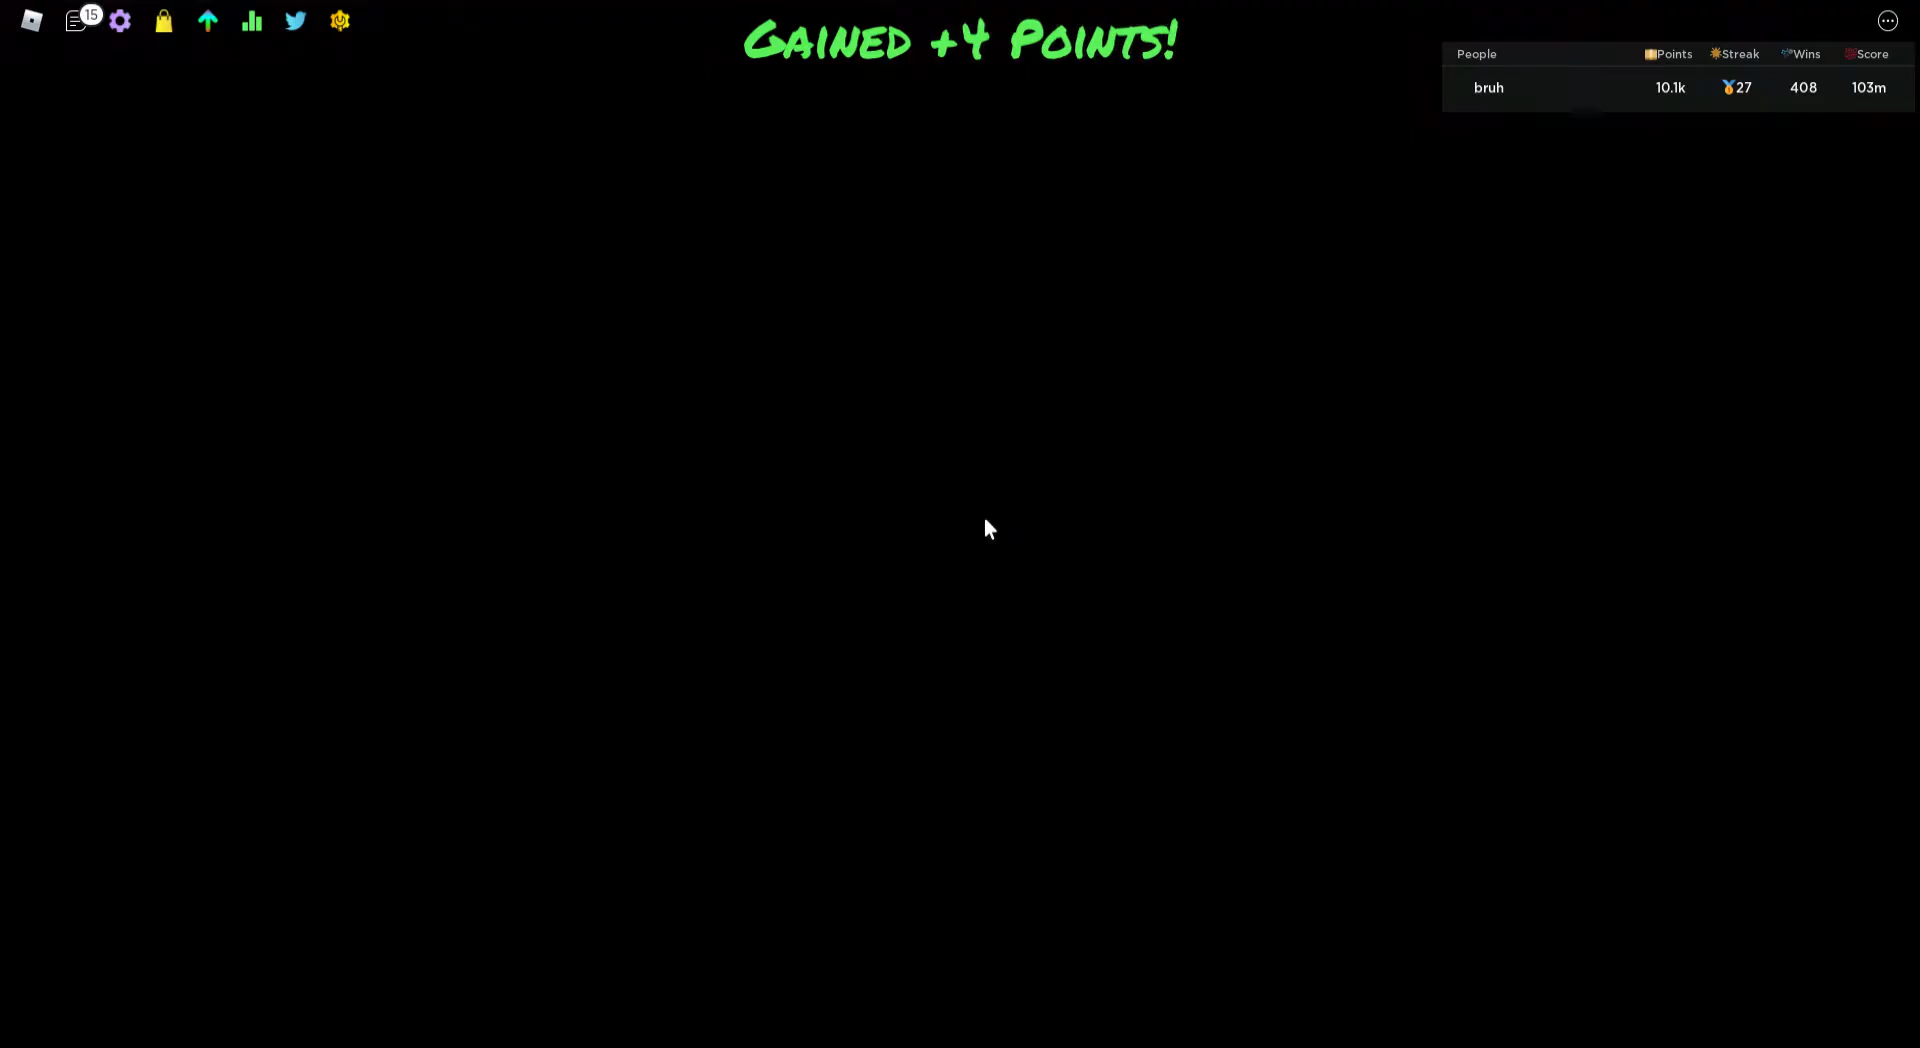 15
GAINED +4 POINTS!
People Points Streak Wins Score
bruh 10.1k 27 408 103m